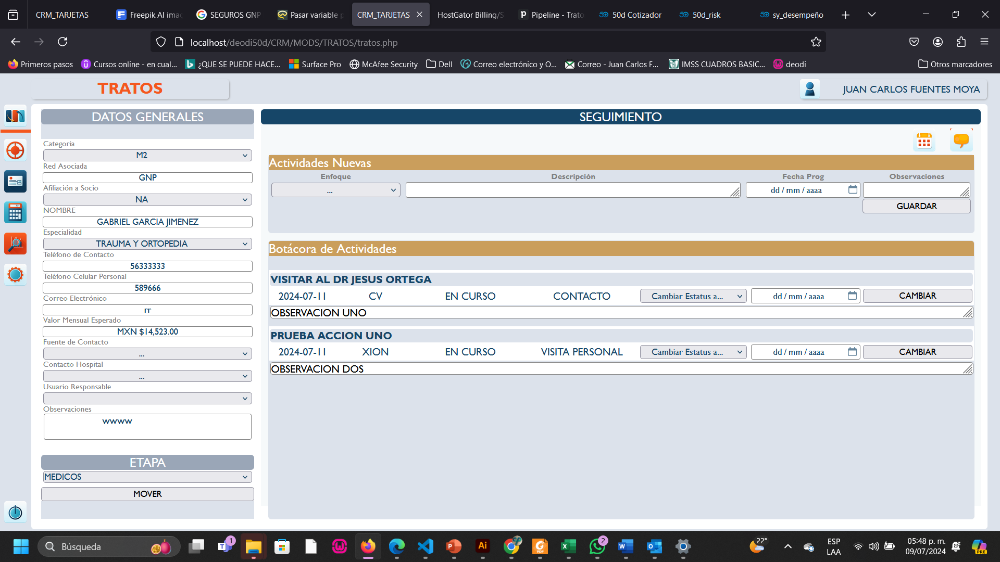 CRM_TARJETAS
Freepik AI imag
SEGUROS GNP
Pasar variable p
CRM_TARJETAS
HostGator Billing/S
Pipeline - Trato
50d Cotizador
50d_risk
sy_desempeño
localhost/deodi50d/CRM/MODS/TRATOS/tratos.php
Primeros pasos
Cursos online - en cual...
¿QUE SE PUEDE HACE...
Surface Pro
McAfee Security
Dell
Correo electrónico y O...
Correo - Juan Carlos F...
IMSS CUADROS BASIC...
deodi
Otros marcadores
TRATOS
JUAN CARLOS FUENTES MOYA
DATOS GENERALES
Categoria
M2
Red Asociada
GNP
Afiliación a Socio
NA
NOMBRE
GABRIEL GARCIA JIMENEZ
Especialidad
TRAUMA Y ORTOPEDIA
Teléfono de Contacto
56333333
Teléfono Celular Personal
589666
Correo Electrónico
rr
Valor Mensual Esperado
MXN $14,523.00
Fuente de Contacto
...
Contacto Hospital
...
Usuario Responsable
Observaciones
wwww
ETAPA
MEDICOS
MOVER
SEGUIMIENTO
Actividades Nuevas
Enfoque Descripción Fecha Prog Observaciones
... dd / mm / aaaa
GUARDAR
Botácora de Actividades
VISITAR AL DR JESUS ORTEGA
2024-07-11 CV EN CURSO CONTACTO Cambiar Estatus a... dd / mm / aaaa CAMBIAR
OBSERVACION UNO
PRUEBA ACCION UNO
2024-07-11 XION EN CURSO VISITA PERSONAL Cambiar Estatus a... dd / mm / aaaa CAMBIAR
OBSERVACION DOS
Búsqueda
1
2
22°
ESP
LAA
05:48 p. m.
09/07/2024
PRE